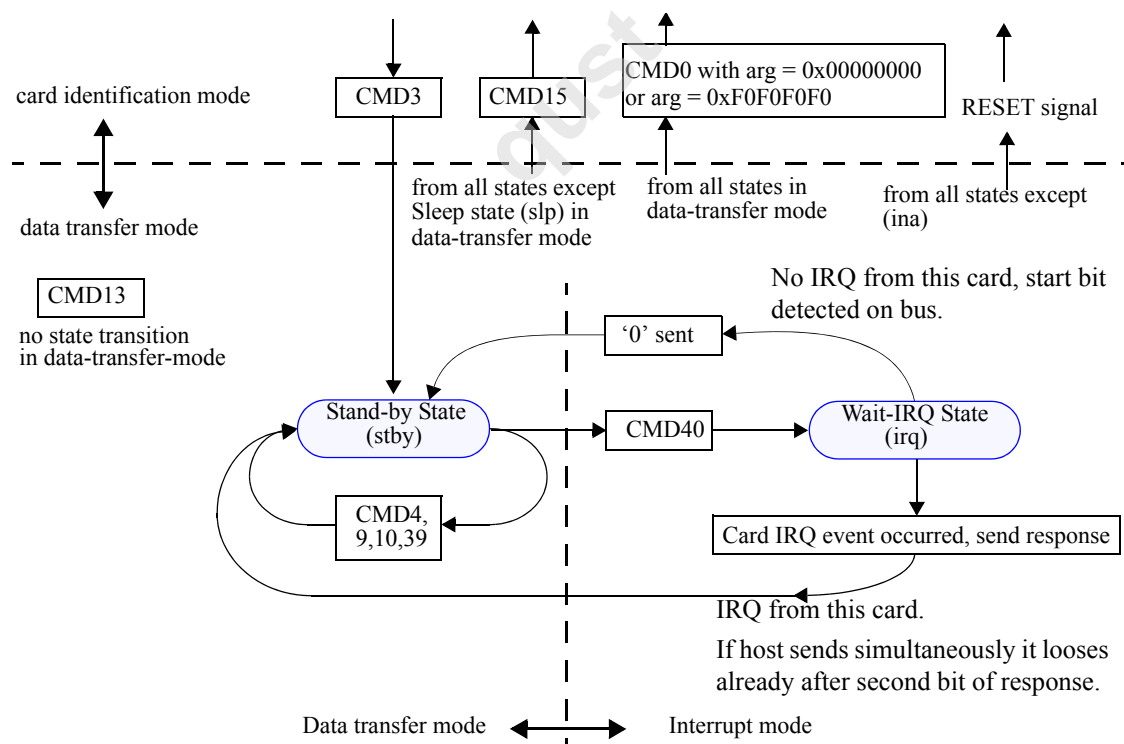 CMD3
CMD15
CMD0 with arg = 0x00000000
or arg = 0xF0F0F0F0
card identification mode
RESET signal
from all states except
Sleep state (slp) in
data-transfer mode
from all states in
data-transfer mode
from all states except
(ina)
data transfer mode
CMD13
no state transition
in data-transfer-mode
No IRQ from this card, start bit
detected on bus.
‘0’ sent
Stand-by State
(stby)
CMD40
Wait-IRQ State
(irq)
CMD4,
9,10,39
Card IRQ event occurred, send response
IRQ from this card.
If host sends simultaneously it looses
already after second bit of response.
Data transfer mode
Interrupt mode
qust